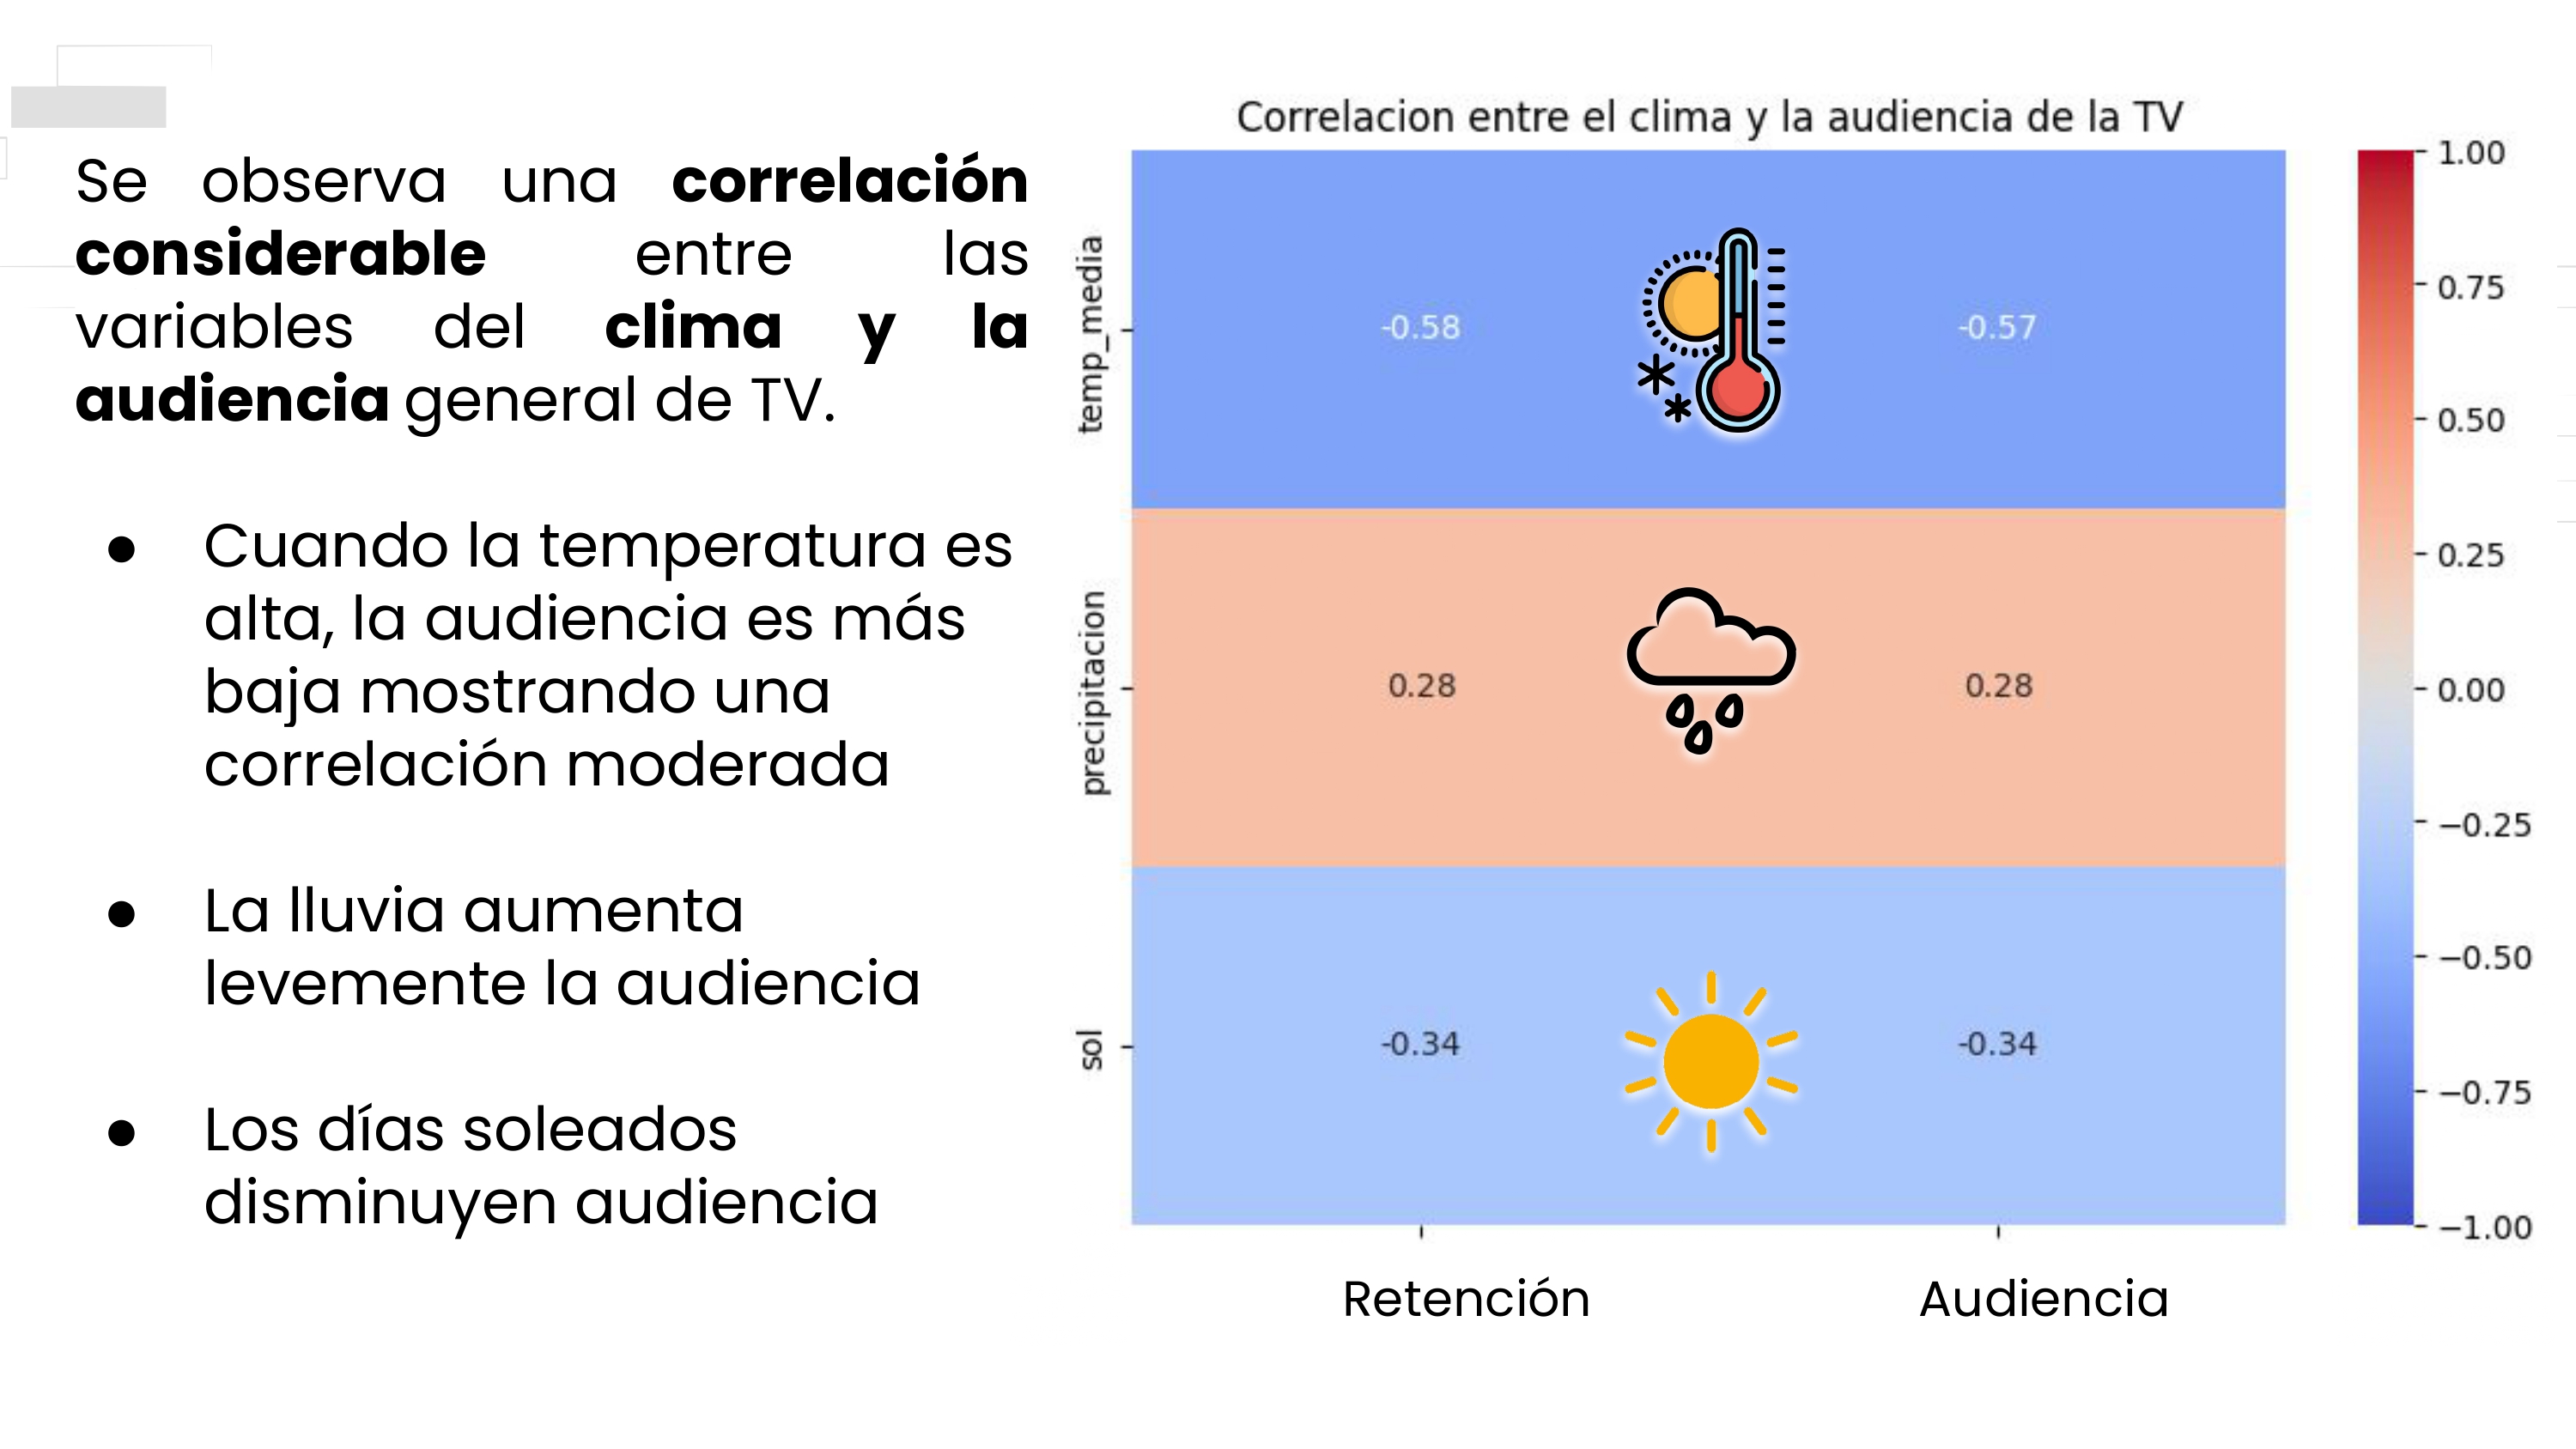 Se observa una correlación
considerable entre las
variables del clima y la
audiencia general de TV.
● Cuando la temperatura es
alta, la audiencia es más
baja mostrando una
correlación moderada
● La lluvia aumenta
levemente la audiencia
● Los días soleados
disminuyen audiencia
Correlacion entre el clima y la audiencia de la TV
temp_media
-0.58
-0.57
precipitacion
0.28
0.28
sol
-0.34
-0.34
Retención
Audiencia
1.00
0.75
0.50
0.25
0.00
−0.25
−0.50
−0.75
−1.00